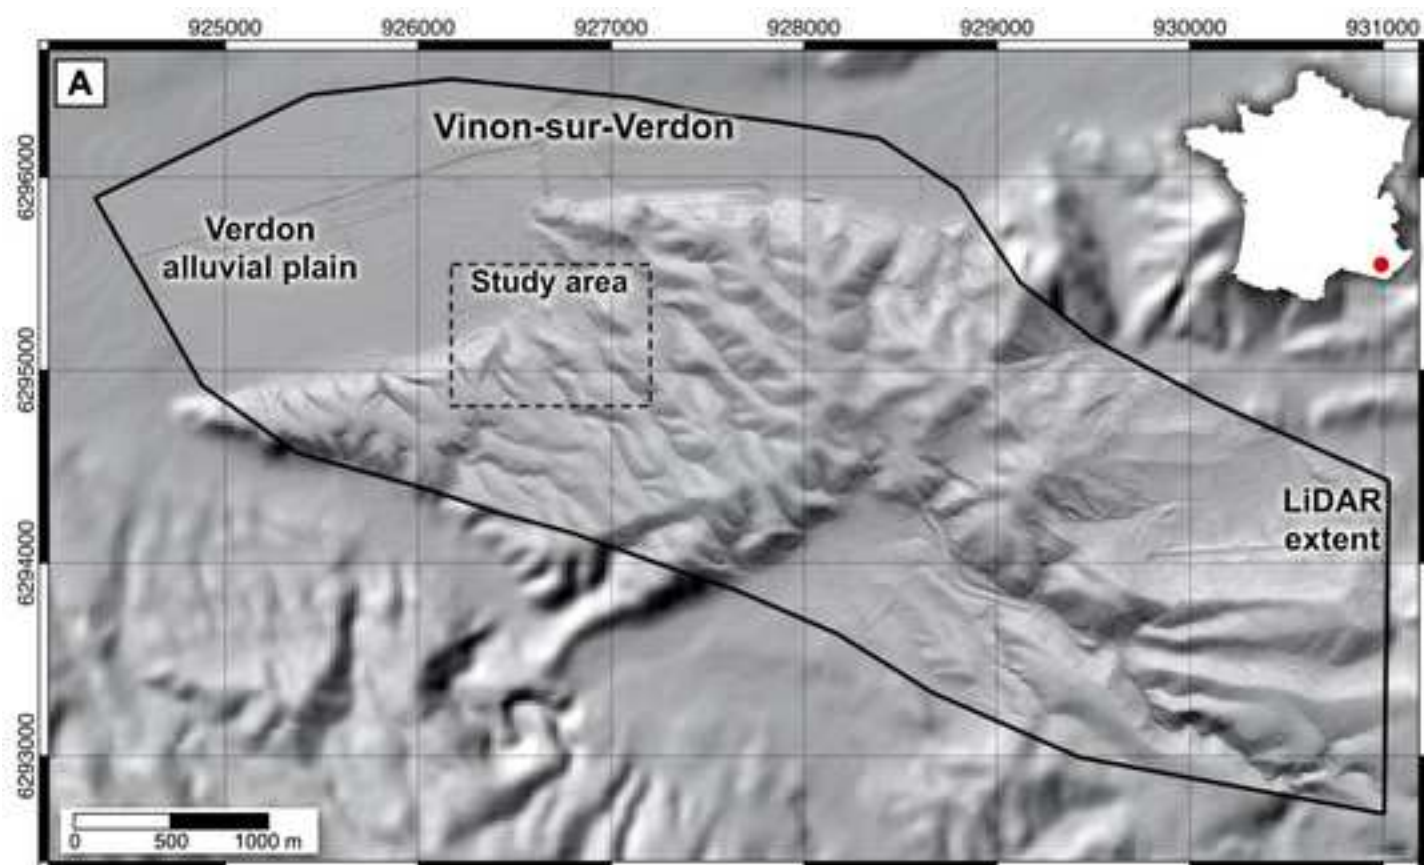 925000 926000 927000 928000 929000 930000 931000
A
Vinon-sur-Verdon
6296000
Verdon
alluvial plain
Study area
6295000
LiDAR
extent
6294000
6293000
0 500 1000 m